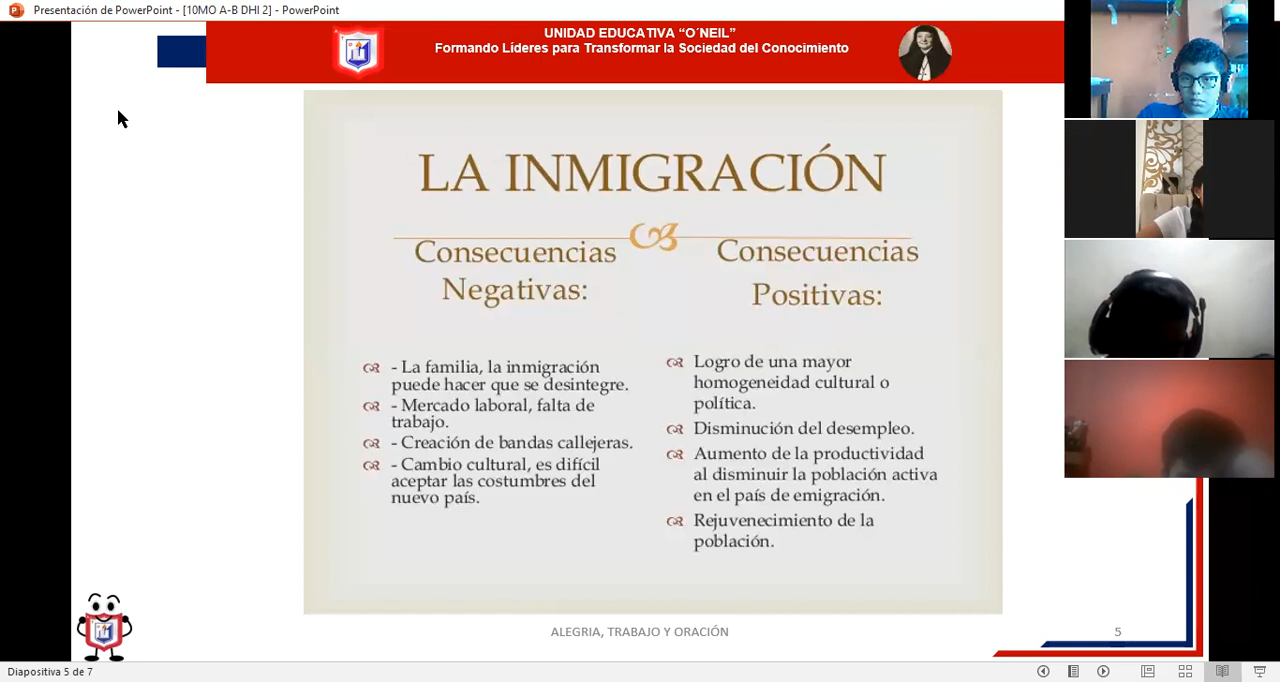 Presentación de PowerPoint - [10MO A-B DHI 2] - PowerPoint
UNIDAD EDUCATIVA “O´NEIL”
Formando Líderes para Transformar la Sociedad del Conocimiento
LA INMIGRACIÓN
Consecuencias
Negativas:
- La familia, la inmigración
puede hacer que se desintegre.
- Mercado laboral, falta de
trabajo.
- Creación de bandas callejeras.
- Cambio cultural, es difícil
aceptar las costumbres del
nuevo país.
Consecuencias
Positivas:
Logro de una mayor
homogeneidad cultural o
política.
Disminución del desempleo.
Aumento de la productividad
al disminuir la población activa
en el país de emigración.
Rejuvenecimiento de la
población.
ALEGRIA, TRABAJO Y ORACIÓN
5
Diapositiva 5 de 7